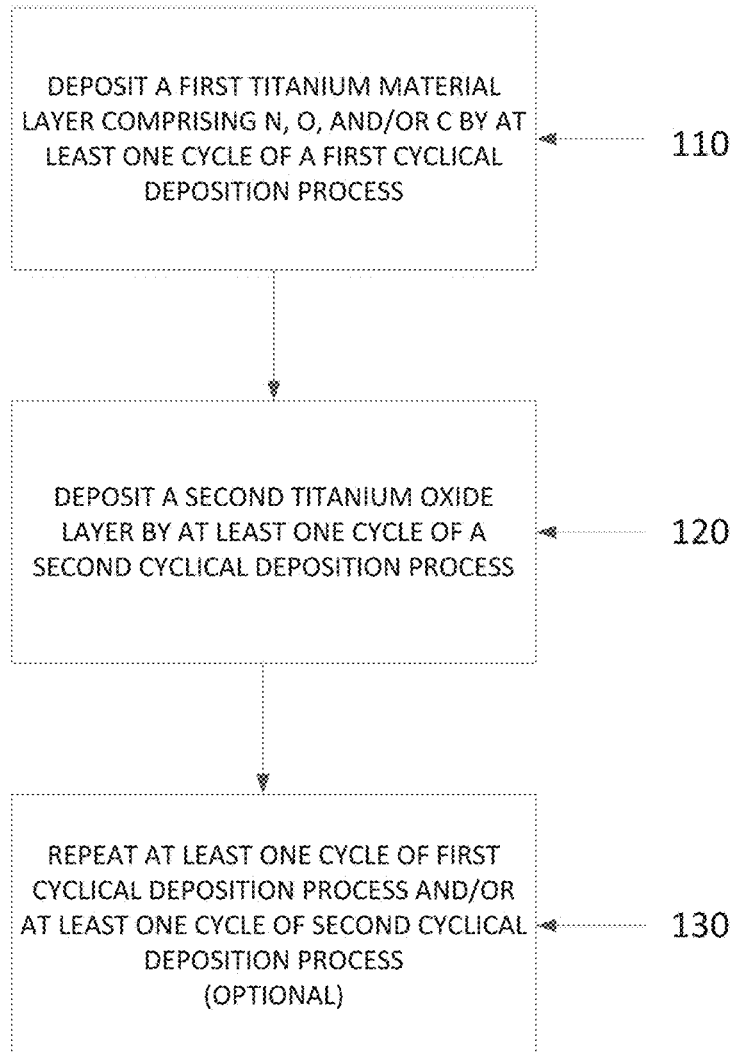 DEPOSIT A FIRST TITANIUM MATERIAL
LAYER COMPRISING N, O, AND/OR C BY AT
LEAST ONE CYCLE OF A FIRST CYCLICAL
DEPOSITION PROCESS
110
DEPOSIT A SECOND TITANIUM OXIDE
LAYER BY AT LEAST ONE CYCLE OF A
SECOND CYCLICAL DEPOSITION PROCESS
120
REPEAT AT LEAST ONE CYCLE OF FIRST
CYCLICAL DEPOSITION PROCESS AND/OR
AT LEAST ONE CYCLE OF SECOND CYCLICAL
DEPOSITION PROCESS
(OPTIONAL)
130